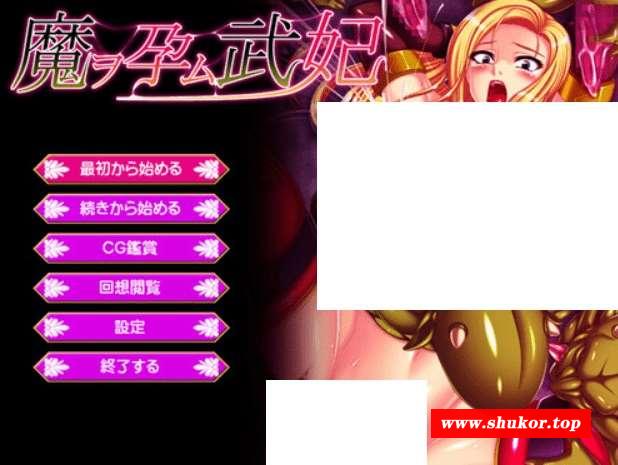 魔ヲ孕ム武妃
最初から始める
続きから始める
CG鑑賞
回想閲覧
設定
終了する
www.shukor.top